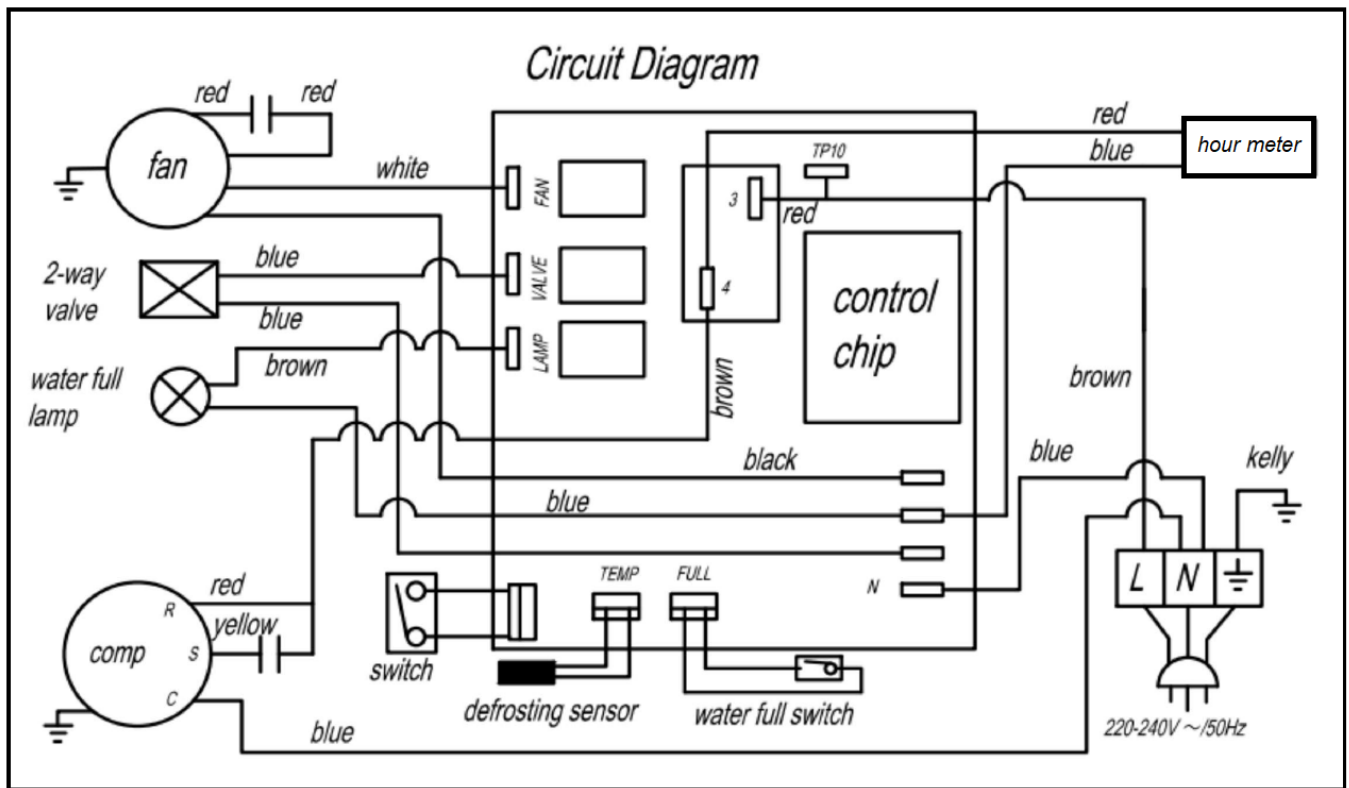 Circuit Diagram
red
red
fan
white
FAN
TP10
red
blue
hour meter
3
red
2-way
valve
blue
blue
VALVE
4
control
chip
water full
lamp
brown
LAMP
brown
brown
black
blue
blue
kelly
L
N
comp
R
S
C
red
yellow
blue
switch
TEMP
FULL
N
defrosting sensor
water full switch
220-240V ～/50Hz